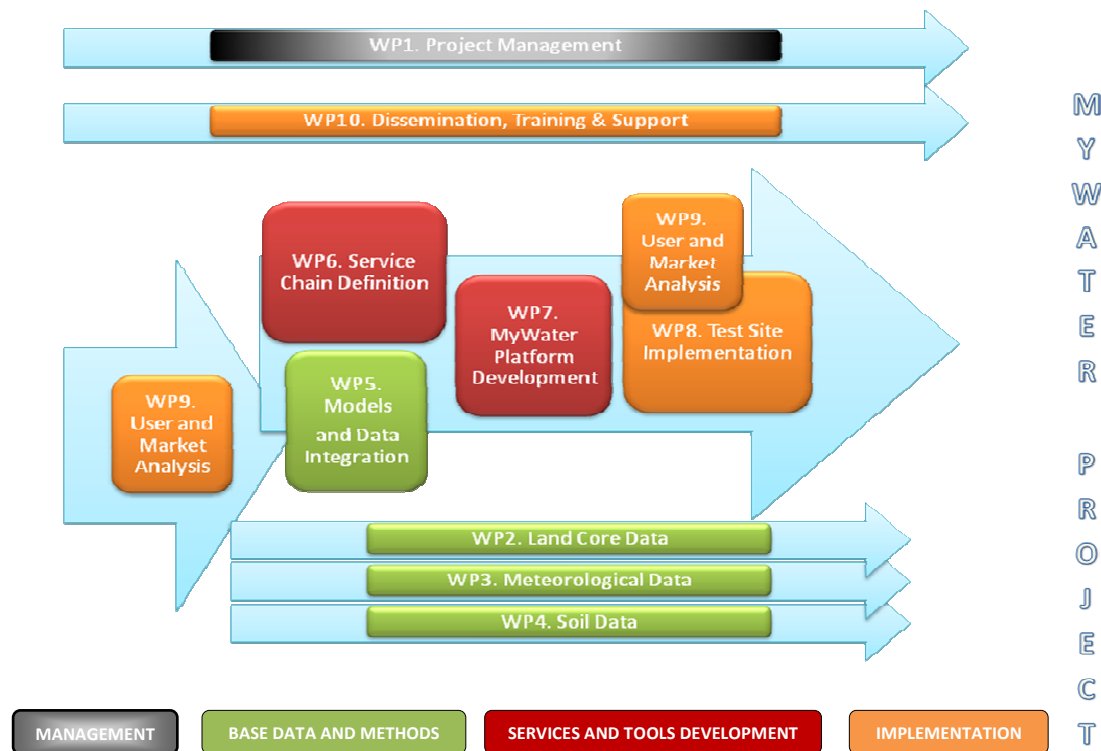 WP1. Project Management
WP10. Dissemination, Training & Support
WP6. Service
Chain Definition
WP7.
MyWater
Platform
Development
WP9.
User and
Market
Analysis
WP8. Test Site
Implementation
WP9.
User and
Market
Analysis
WP5.
Models
and Data
Integration
WP2. Land Core Data
WP3. Meteorological Data
WP4. Soil Data
MANAGEMENT
BASE DATA AND METHODS
SERVICES AND TOOLS DEVELOPMENT
IMPLEMENTATION
MYWATER PROJECT